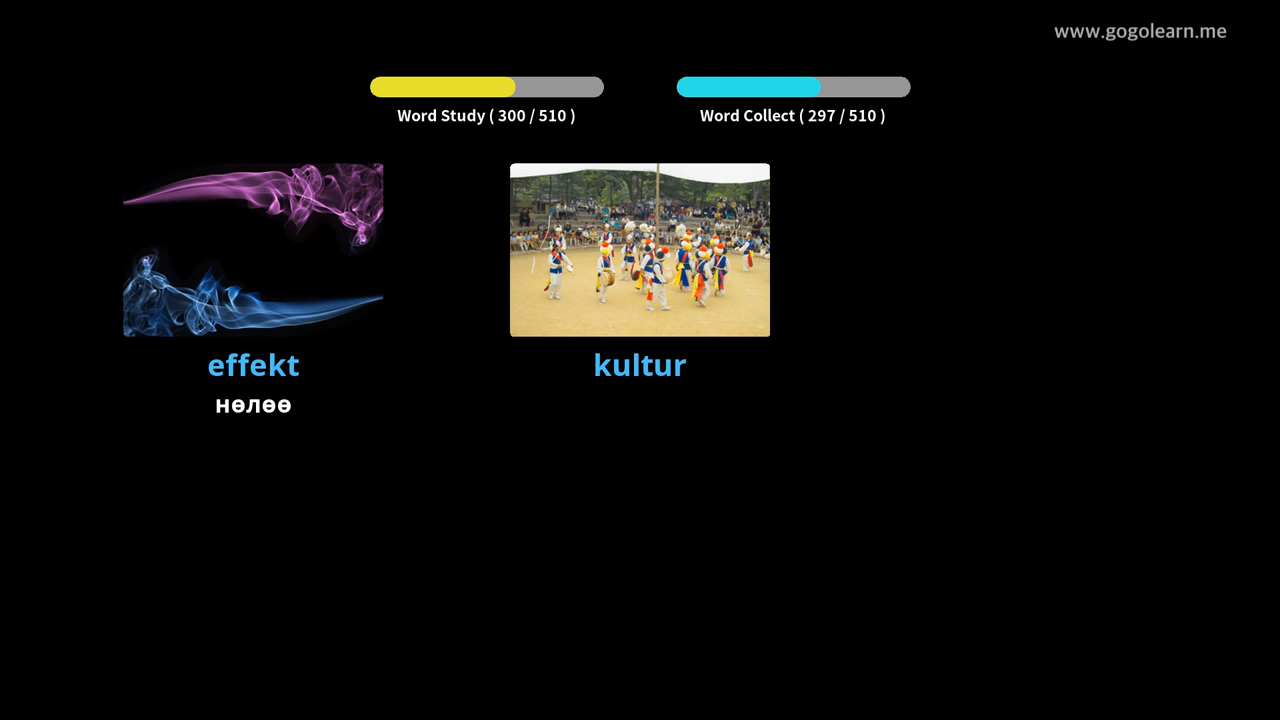 www.gogolearn.me
Word Study ( 300 / 510 )
Word Collect ( 297 / 510 )
effekt
нөлөө
kultur